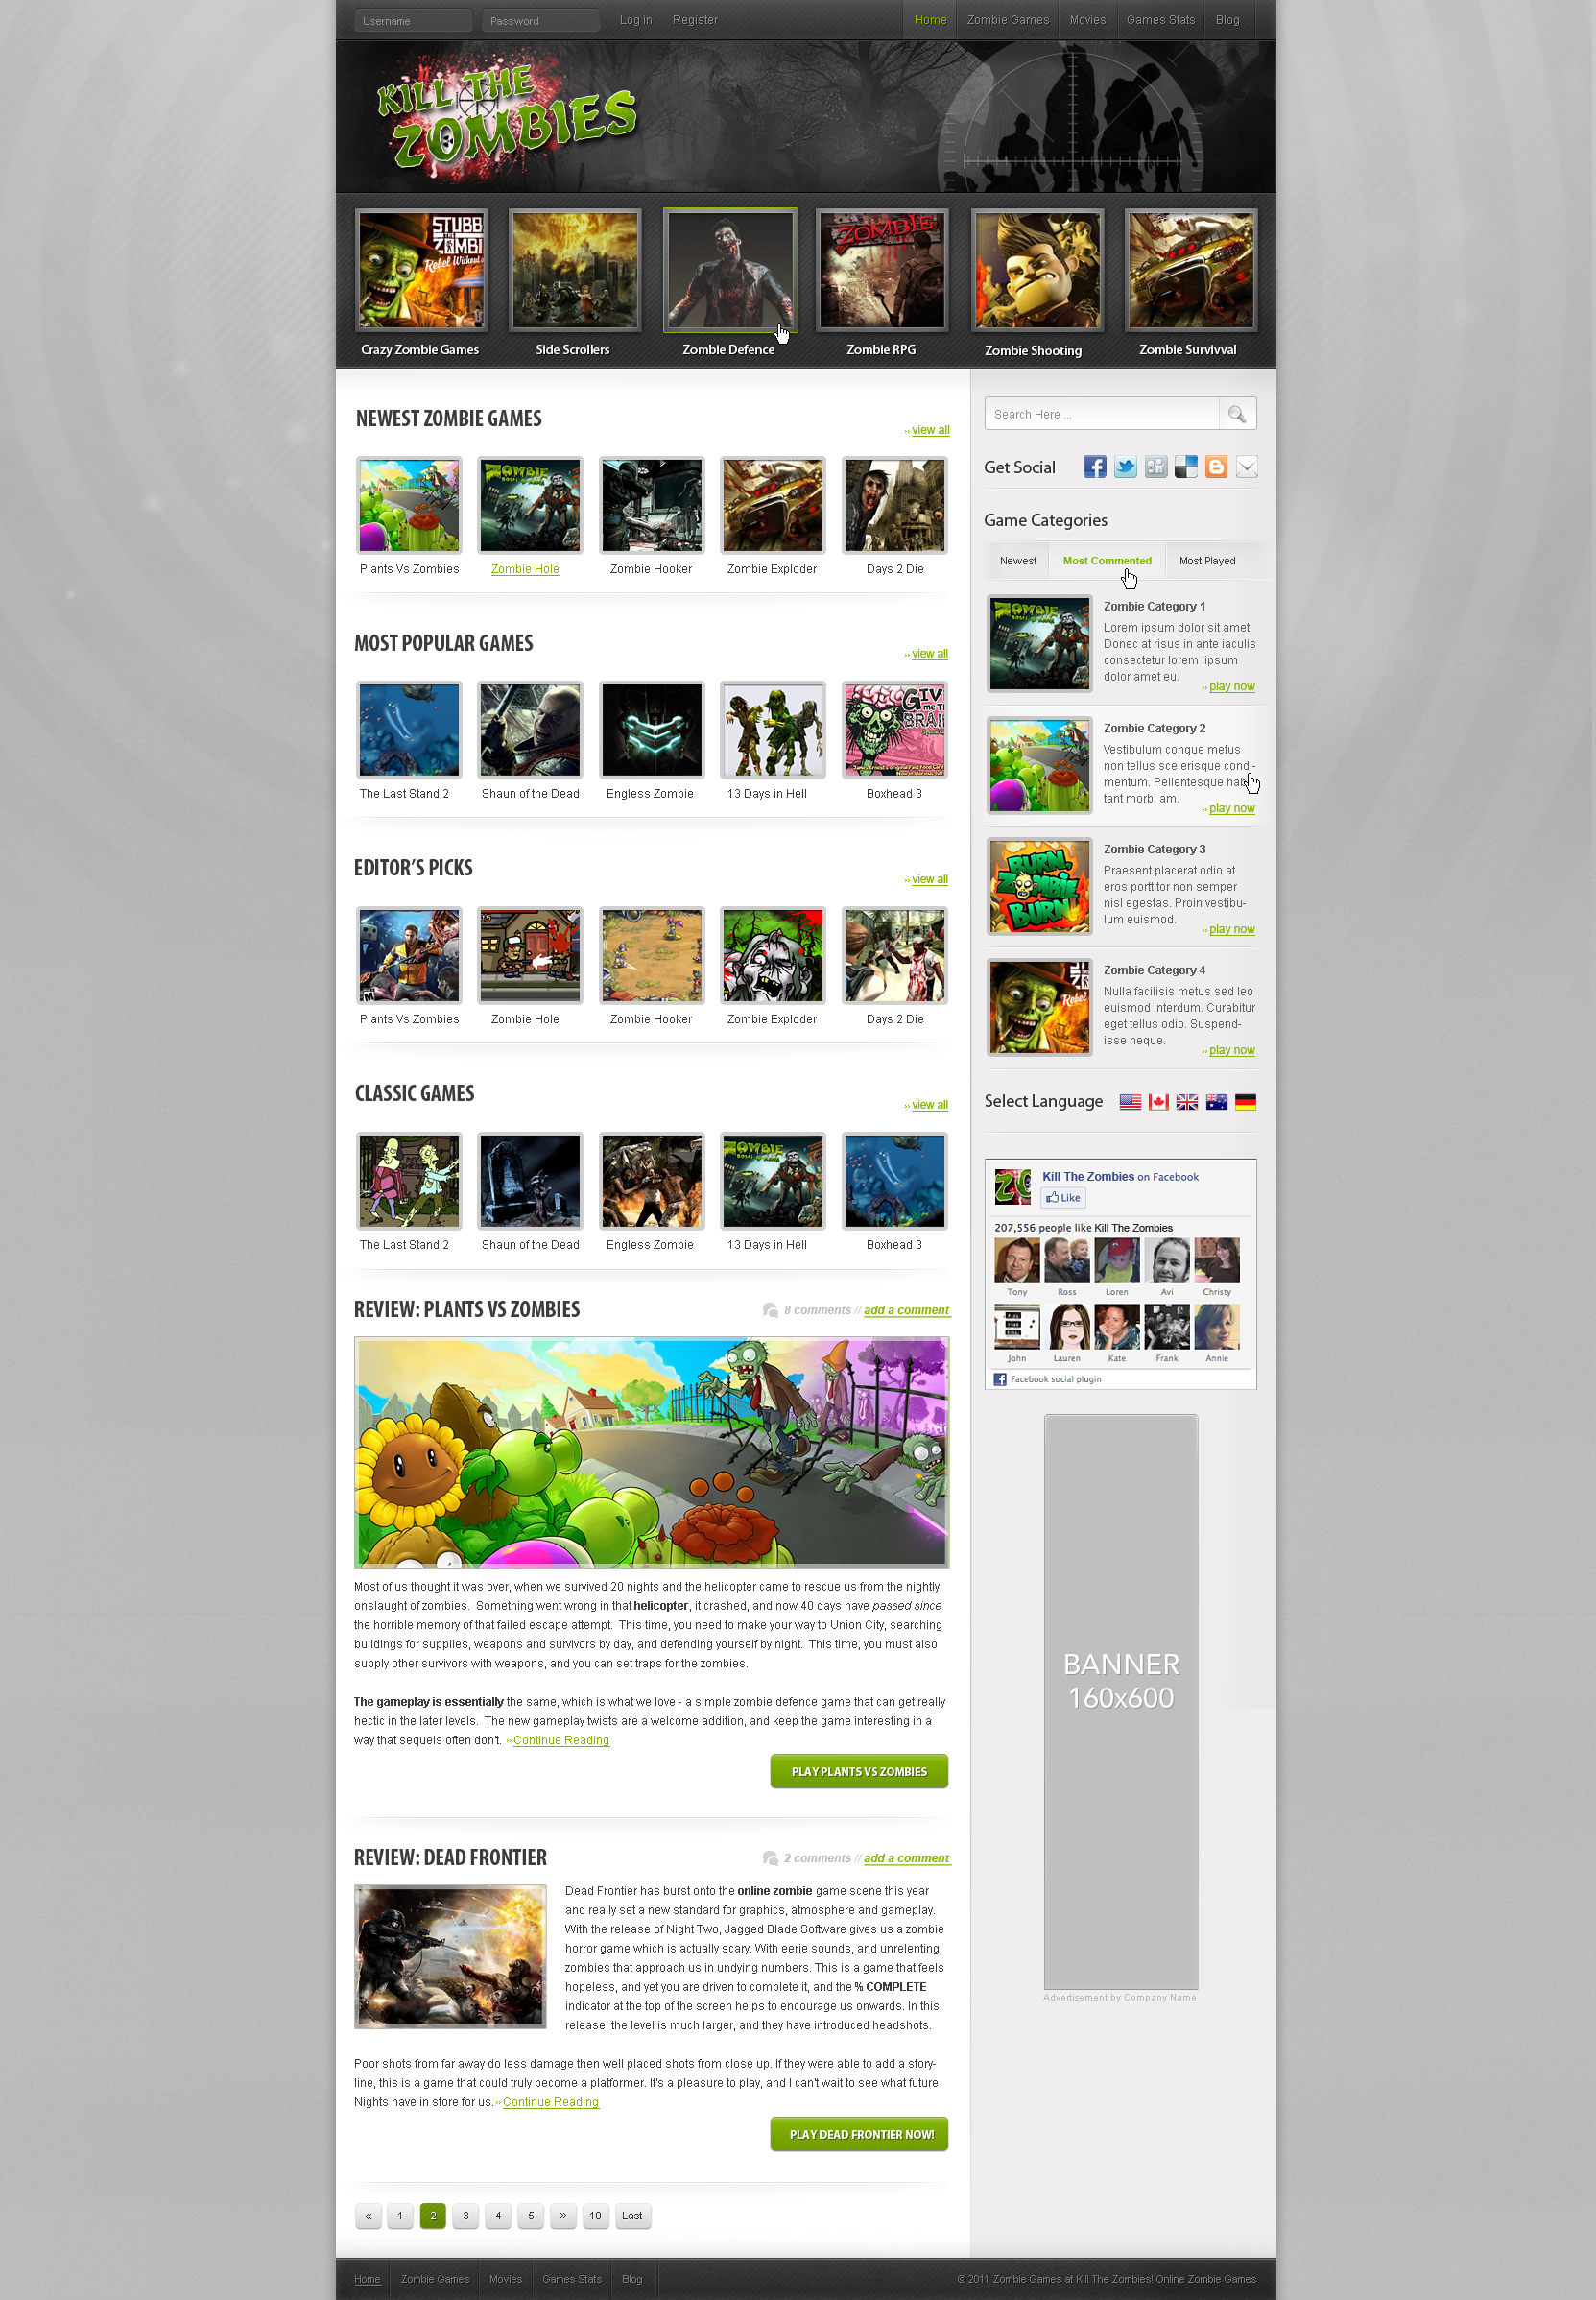 Username
Password
Log in
Register
Home
Zombie Games
Movies
Games Stats
Blog
KILL THE
ZOMBIES
STUBBS
THE
ZOMBIE
Rebel Without a
ZOMBIE
Crazy Zombie Games
Side Scrollers
Zombie Defence
Zombie RPG
Zombie Shooting
Zombie Survivval
NEWEST ZOMBIE GAMES
›› view all
ZOMBIE
Plants Vs Zombies
Zombie Hole
Zombie Hooker
Zombie Exploder
Days 2 Die
MOST POPULAR GAMES
›› view all
GIV
me T
BRAI
The Last Stand 2
Shaun of the Dead
Engless Zombie
13 Days in Hell
Boxhead 3
EDITOR'S PICKS
›› view all
Plants Vs Zombies
Zombie Hole
Zombie Hooker
Zombie Exploder
Days 2 Die
CLASSIC GAMES
›› view all
ZOMBIE
The Last Stand 2
Shaun of the Dead
Engless Zombie
13 Days in Hell
Boxhead 3
REVIEW: PLANTS VS ZOMBIES
8 comments // add a comment
Most of us thought it was over, when we survived 20 nights and the helicopter came to rescue us from the nightly
onslaught of zombies. Something went wrong in that helicopter, it crashed, and now 40 days have passed since
the horrible memory of that failed escape attempt. This time, you need to make your way to Union City, searching
buildings for supplies, weapons and survivors by day, and defending yourself by night. This time, you must also
supply other survivors with weapons, and you can set traps for the zombies.
The gameplay is essentially the same, which is what we love - a simple zombie defence game that can get really
hectic in the later levels. The new gameplay twists are a welcome addition, and keep the game interesting in a
way that sequels often don't. ›› Continue Reading
PLAY PLANTS VS ZOMBIES
REVIEW: DEAD FRONTIER
2 comments // add a comment
Dead Frontier has burst onto the online zombie game scene this year
and really set a new standard for graphics, atmosphere and gameplay.
With the release of Night Two, Jagged Blade Software gives us a zombie
horror game which is actually scary. With eerie sounds, and unrelenting
zombies that approach us in undying numbers. This is a game that feels
hopeless, and yet you are driven to complete it, and the % COMPLETE
indicator at the top of the screen helps to encourage us onwards. In this
release, the level is much larger, and they have introduced headshots.
Poor shots from far away do less damage then well placed shots from close up. If they were able to add a story-
line, this is a game that could truly become a platformer. It's a pleasure to play, and I can't wait to see what future
Nights have in store for us. ›› Continue Reading
PLAY DEAD FRONTIER NOW!
« 1 2 3 4 5 » 10 Last
Search Here ...
Get Social
Game Categories
Newest
Most Commented
Most Played
ZOMBIE
Zombie Category 1
Lorem ipsum dolor sit amet,
Donec at risus in ante iaculis
consectetur lorem lipsum
dolor amet eu.
›› play now
Zombie Category 2
Vestibulum congue metus
non tellus scelerisque condi-
mentum. Pellentesque habi
tant morbi am.
›› play now
BURN,
ZOMBIE
BURN
Zombie Category 3
Praesent placerat odio at
eros porttitor non semper
nisl egestas. Proin vestibu-
lum euismod.
›› play now
Rebel
Zombie Category 4
Nulla facilisis metus sed leo
euismod interdum. Curabitur
eget tellus odio. Suspend-
isse neque.
›› play now
Select Language
Kill The Zombies on Facebook
Like
207,556 people like Kill The Zombies
Tony
Ross
Loren
Avi
Christy
John
Lauren
Kate
Frank
Annie
Facebook social plugin
BANNER
160x600
Advertisement by Company Name
Home
Zombie Games
Movies
Games Stats
Blog
© 2011 Zombie Games at Kill The Zombies! Online Zombie Games